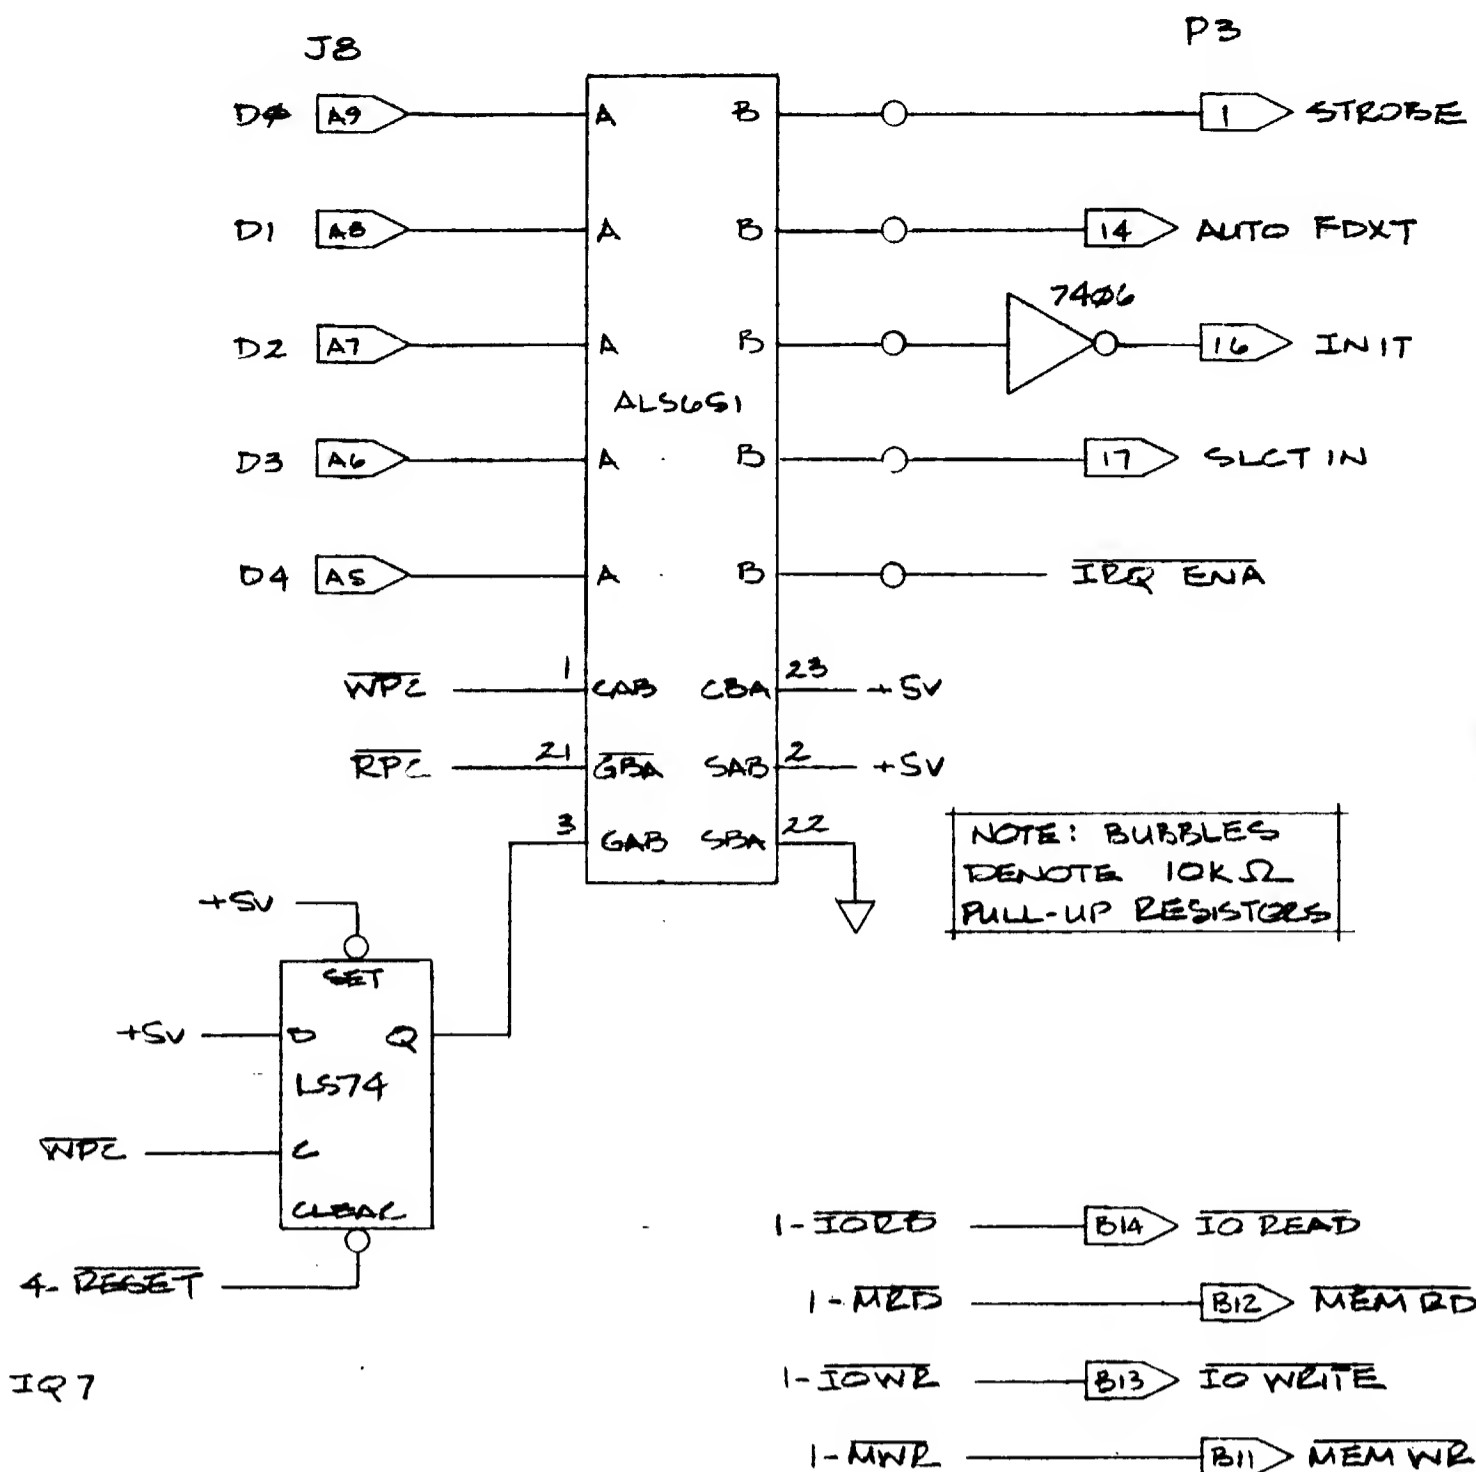 J8 P3
DØ A9 A B 1 STROBE
D1 A8 A B 14 AUTO FDXT
74Ø6
D2 A7 A B 16 INIT
ALS651
D3 A6 A B 17 SLCT IN
D4 A5 A B IRQ ENA
WPC 1 CAB CBA 23 +5V
RPC 21 GBA SAB 2 +5V
3 GAB SBA 22
NOTE: BUBBLES
DENOTE 10K Ω
PULL-UP RESISTORS
+5V
SET
+5V D Q
LS74
WPC C
CLEAR
4- RESET
1-IORD B14 IO READ
1-MRD B12 MEM RD
IQ7
1-IOWR B13 IO WRITE
1-MWR B11 MEM WR